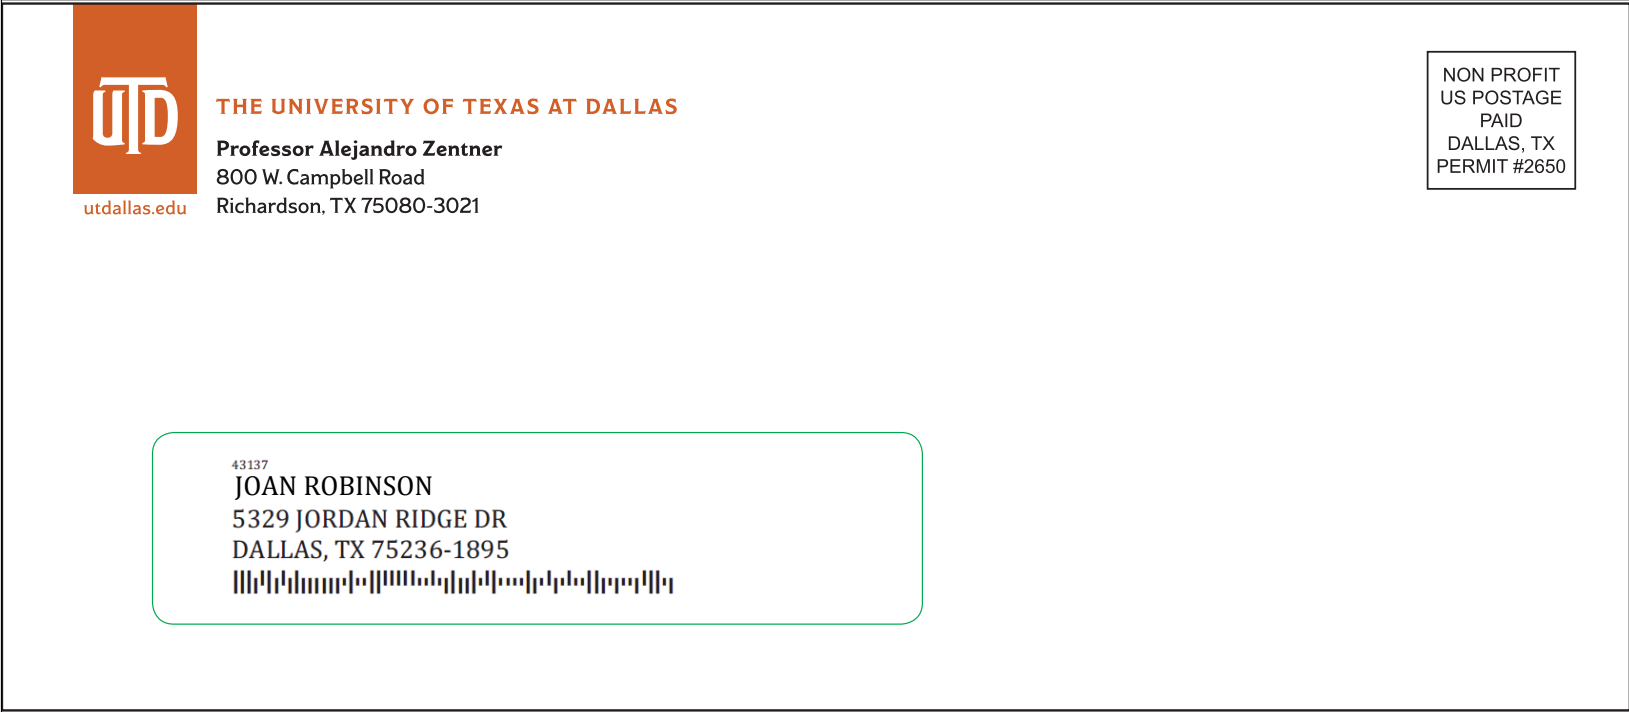 UTD
utdallas.edu
THE UNIVERSITY OF TEXAS AT DALLAS
Professor Alejandro Zentner
800 W. Campbell Road
Richardson, TX 75080-3021
NON PROFIT
US POSTAGE
PAID
DALLAS, TX
PERMIT #2650
43137
JOAN ROBINSON
5329 JORDAN RIDGE DR
DALLAS, TX 75236-1895